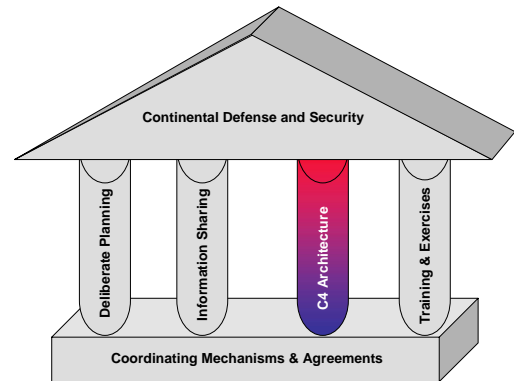 Continental Defense and Security
Deliberate Planning
Information Sharing
C4 Architecture
Training & Exercises
Coordinating Mechanisms & Agreements